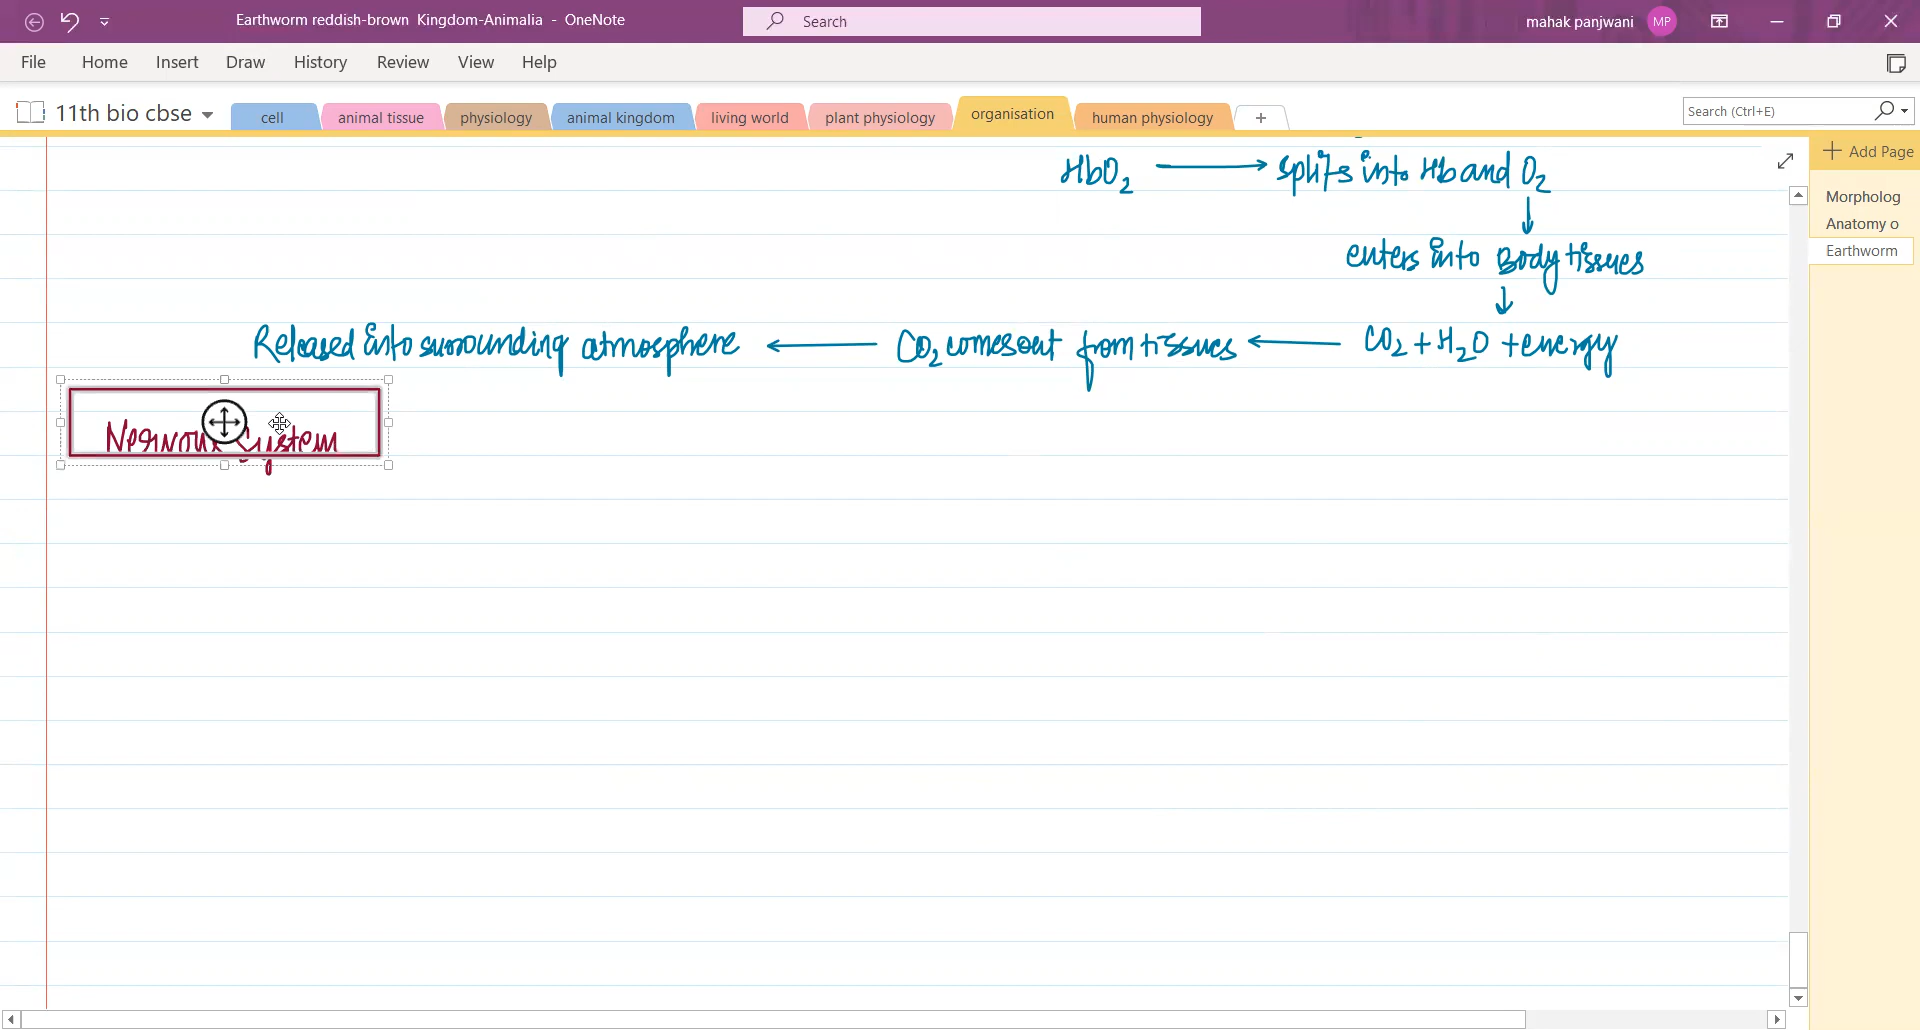 Earthworm reddish-brown Kingdom-Animalia - OneNote
Search
mahak panjwani
MP
File Home Insert Draw History Review View Help
11th bio cbse
cell
animal tissue
physiology
animal kingdom
living world
plant physiology
organisation
human physiology
Search (Ctrl+E)
Add Page
Morpholog
Anatomy o
Earthworm
HbO2 → splits into Hb and O2
↓
enters into Body tissues
↓
Released into surrounding atmosphere ← CO2 comes out from tissues ← CO2 + H2O + energy
Nervous System